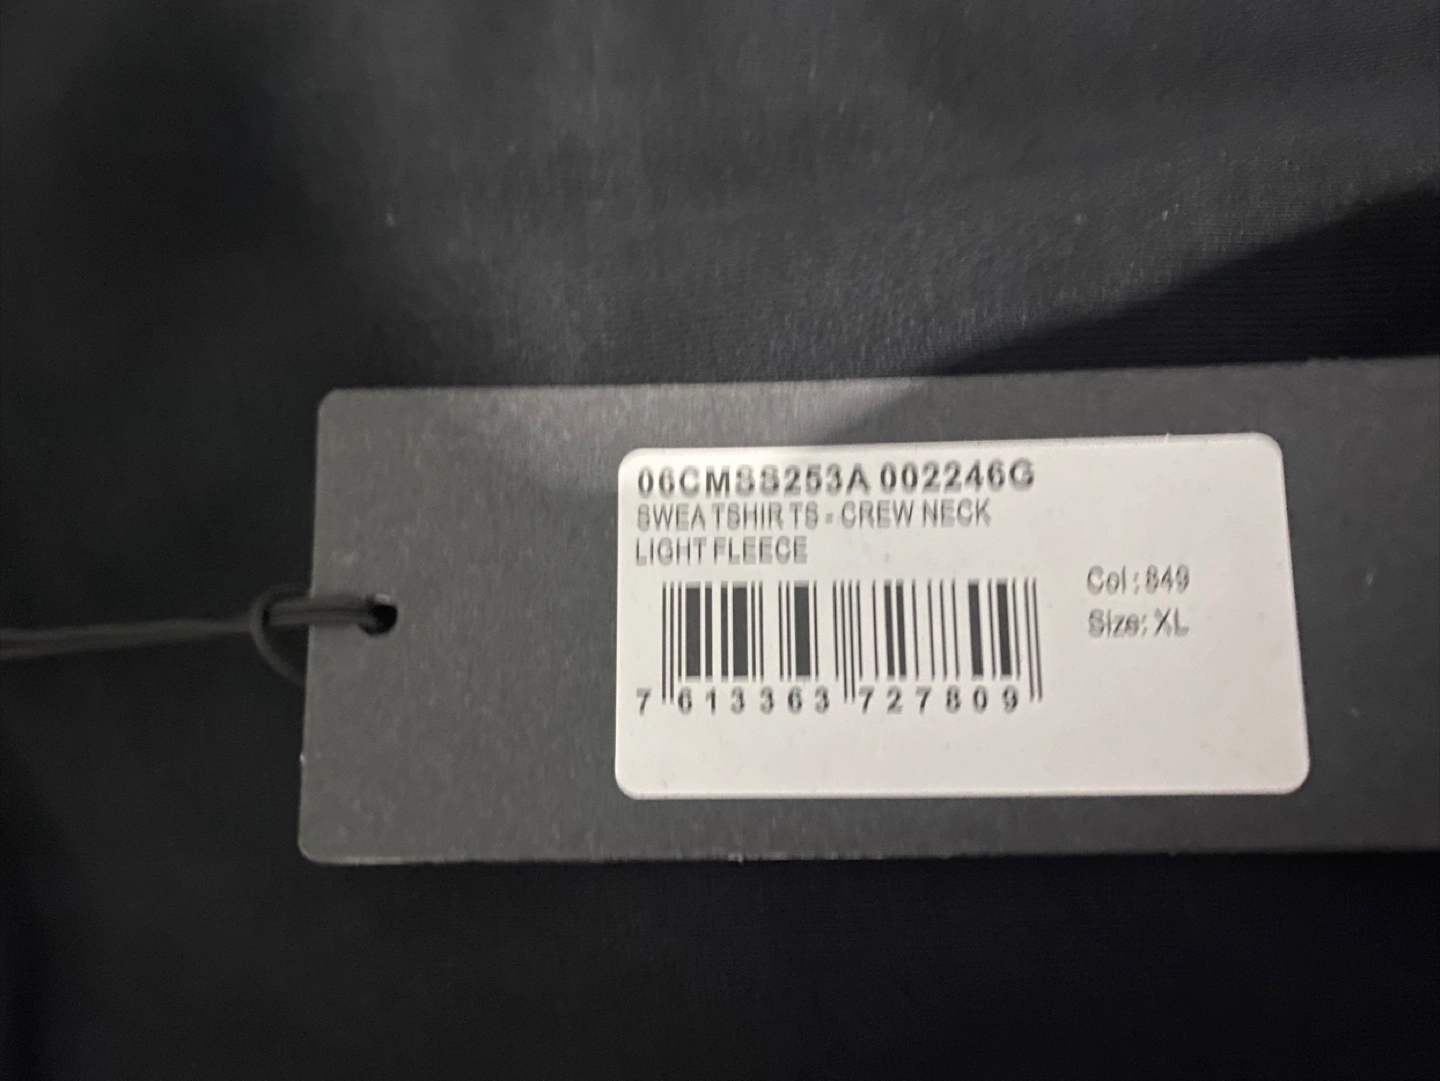 06CMSS253A 002246G
SWEATSHIRTS - CREW NECK
LIGHT FLEECE
Col : 849
Size: XL
7 613363 727809